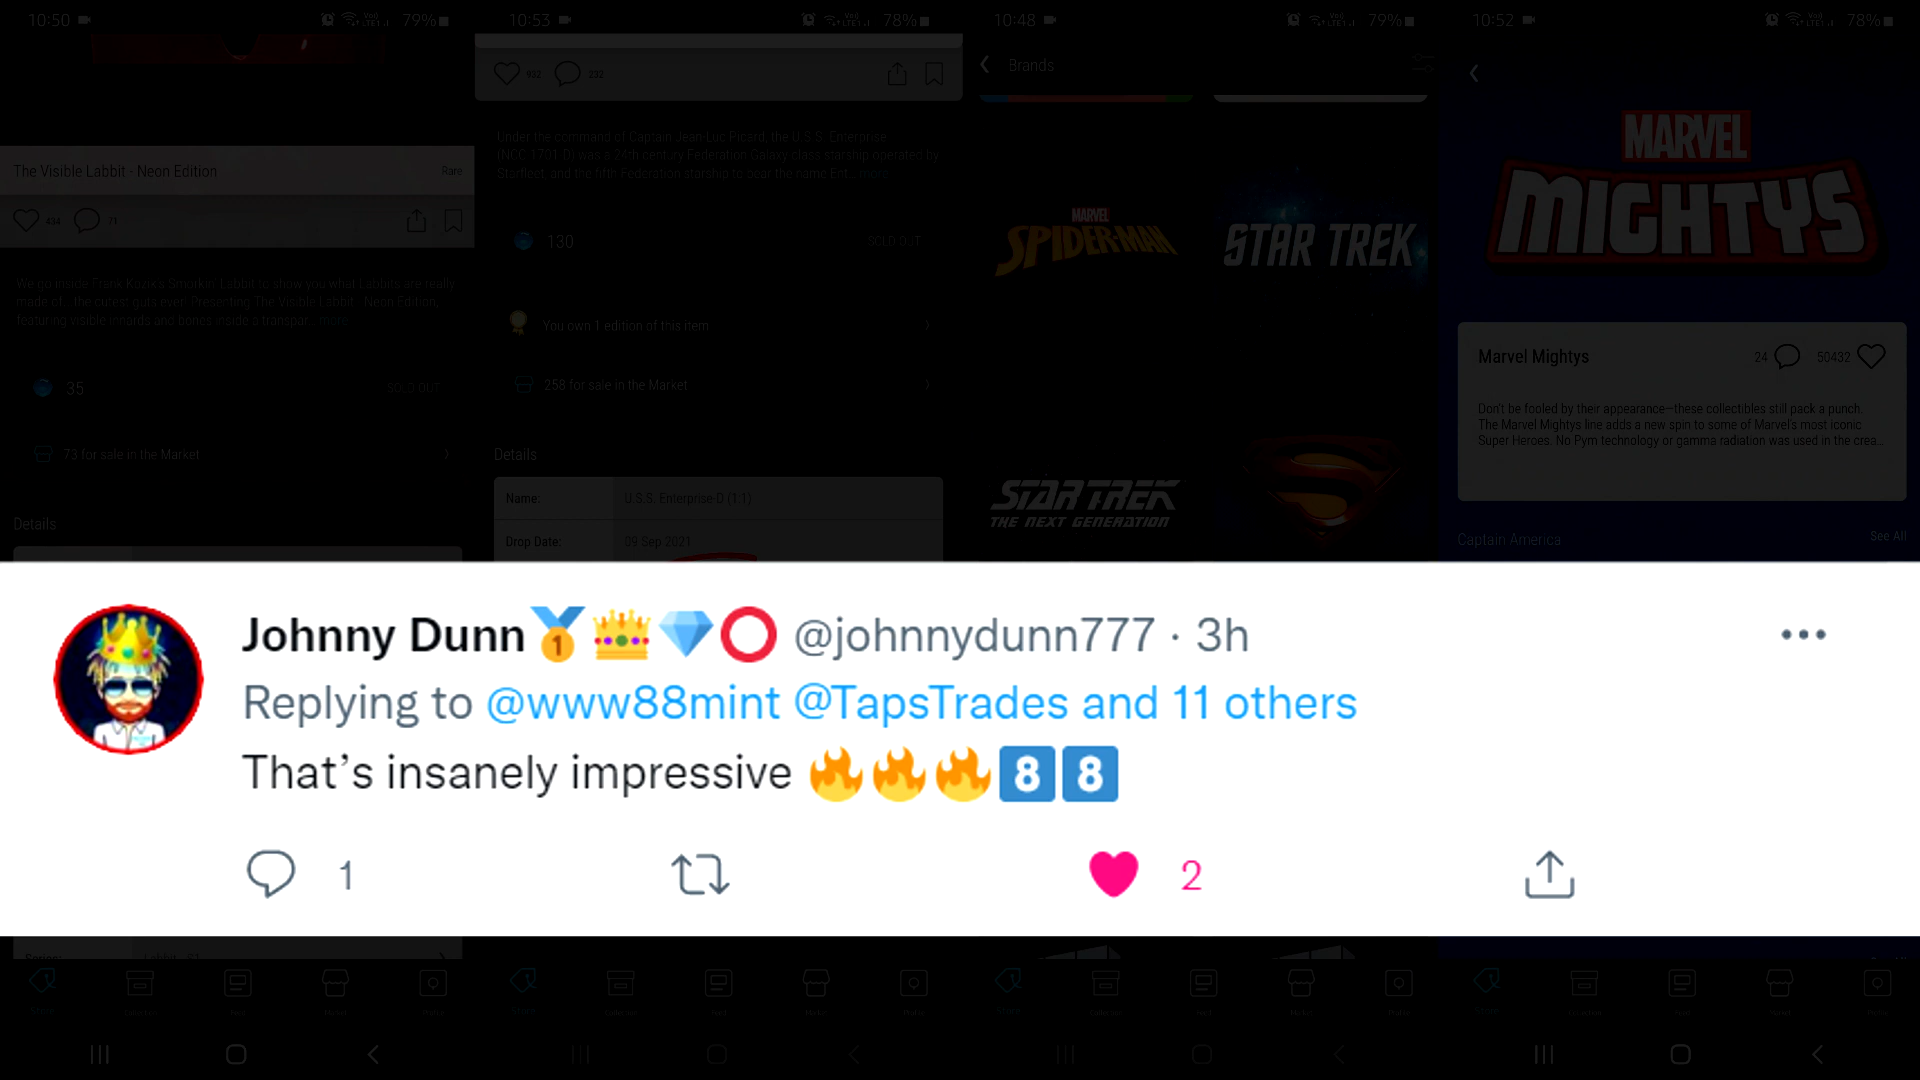 10:50
79%
The Visible Labbit - Neon Edition
Rare
434
71
We go inside Frank Kozik's Smorkin' Labbit to show you what Labbits are really
made of... the cutest guts ever! Presenting The Visible Labbit - Neon Edition,
featuring visible innards and bones inside a transpar... more
35
SOLD OUT
73 for sale in the Market
Details
10:53
78%
932
232
Under the command of Captain Jean-Luc Picard, the U.S.S. Enterprise
(NCC-1701-D) was a 24th century Federation Galaxy class starship operated by
Starfleet, and the fifth Federation starship to bear the name Ent... more
130
SOLD OUT
You own 1 edition of this item
258 for sale in the Market
Details
Name:
U.S.S. Enterprise-D (1:1)
Drop Date:
09 Sep 2021
10:48
79%
Brands
MARVEL
SPIDER-MAN
STAR TREK
STAR TREK
THE NEXT GENERATION
10:52
78%
MARVEL
MIGHTYS
Marvel Mightys
24
50432
Don't be fooled by their appearance—these collectibles still pack a punch.
The Marvel Mightys line adds a new spin to some of Marvel's most iconic
Super Heroes. No Pym technology or gamma radiation was used in the crea...
Captain America
See All
Johnny Dunn🥇👑💎⭕ @johnnydunn777 · 3h
Replying to @www88mint @TapsTrades and 11 others
That's insanely impressive 🔥🔥🔥8️⃣8️⃣
1
2